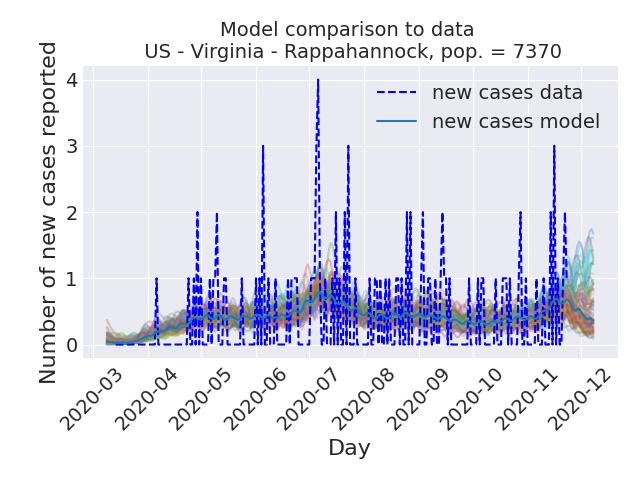 Model comparison to data
US - Virginia - Rappahannock, pop. = 7370
Number of new cases reported
4
3
2
1
0
new cases data
new cases model
2020-03
2020-04
2020-05
2020-06
2020-07
2020-08
2020-09
2020-10
2020-11
2020-12
Day